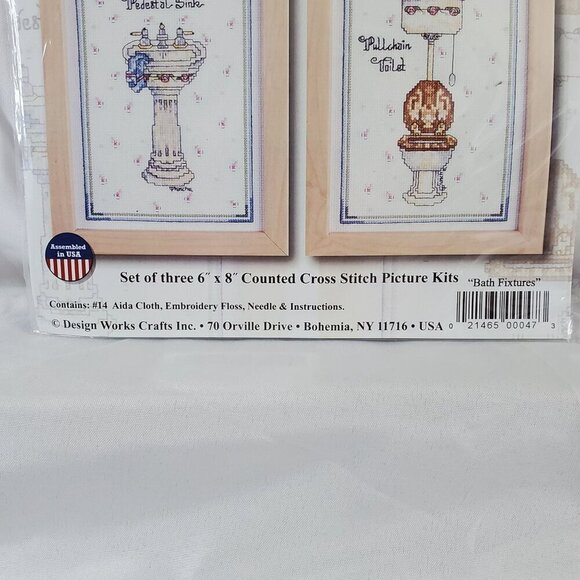 Pedestal Sink
Pullchain
Toilet
Assembled
in USA
Set of three 6″ x 8″ Counted Cross Stitch Picture Kits
"Bath Fixtures"
Contains: #14 Aida Cloth, Embroidery Floss, Needle & Instructions.
© Design Works Crafts Inc. • 70 Orville Drive • Bohemia, NY 11716 • USA
0 21465 00047 3